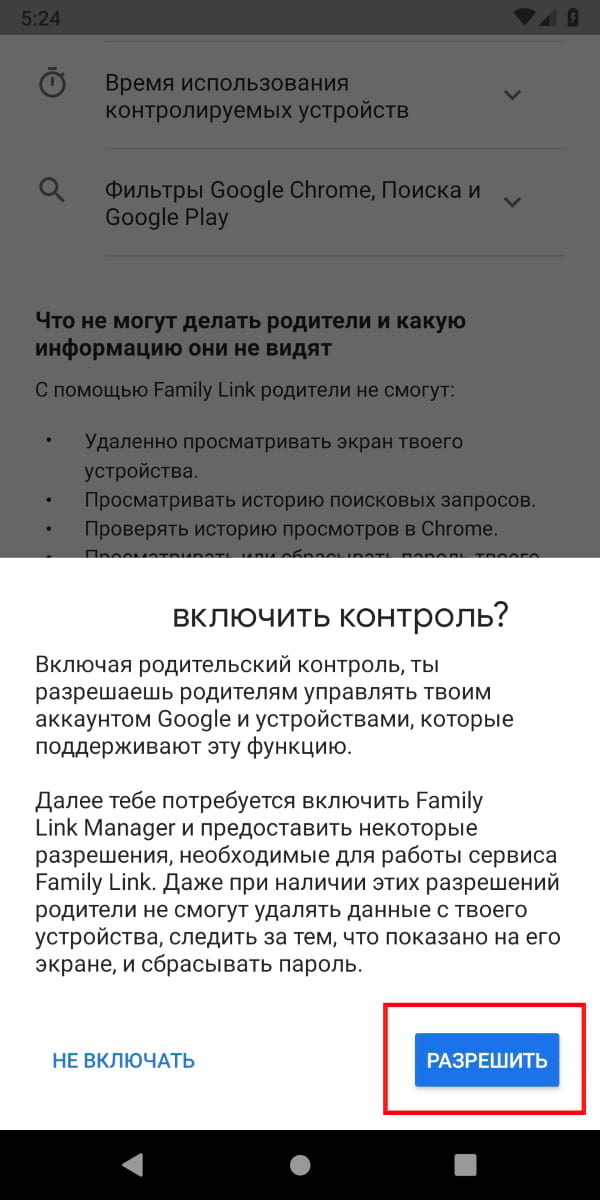 5:24
Время использования
контролируемых устройств
Фильтры Google Chrome, Поиска и
Google Play
Что не могут делать родители и какую
информацию они не видят
С помощью Family Link родители не смогут:
• Удаленно просматривать экран твоего
устройства.
• Просматривать историю поисковых запросов.
• Проверять историю просмотров в Chrome.
• Просматривать или сбрасывать пароль твоего
включить контроль?
Включая родительский контроль, ты
разрешаешь родителям управлять твоим
аккаунтом Google и устройствами, которые
поддерживают эту функцию.
Далее тебе потребуется включить Family
Link Manager и предоставить некоторые
разрешения, необходимые для работы сервиса
Family Link. Даже при наличии этих разрешений
родители не смогут удалять данные с твоего
устройства, следить за тем, что показано на его
экране, и сбрасывать пароль.
НЕ ВКЛЮЧАТЬ
РАЗРЕШИТЬ